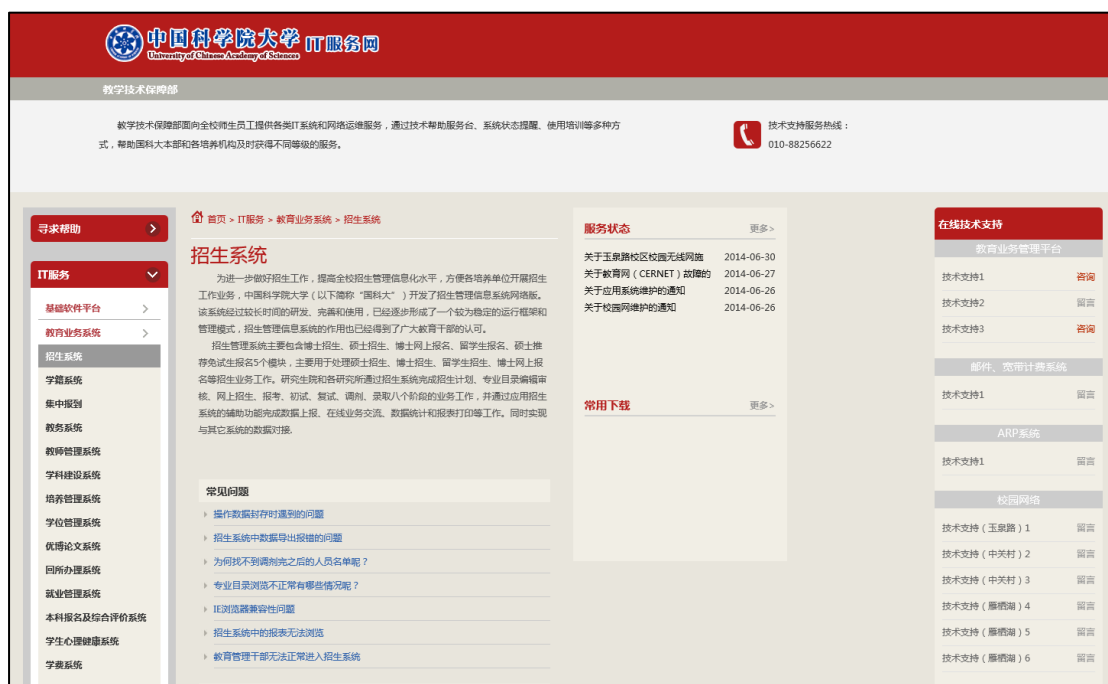 中国科学院大学 IT服务网
University of Chinese Academy of Sciences
教学技术保障部
教学技术保障部面向全校师生员工提供各类IT系统和网络运维服务，通过技术帮助服务台、系统状态提醒、使用培训等多种方
式，帮助国科大本部和各培养机构及时获得不同等级的服务。
技术支持服务热线：
010-88256622
寻求帮助
IT服务
基础软件平台
教育业务系统
招生系统
学籍系统
集中报到
教务系统
教师管理系统
学科建设系统
培养管理系统
学位管理系统
优博论文系统
回所办理系统
就业管理系统
本科报名及综合评价系统
学生心理健康系统
学费系统
首页 > IT服务 > 教育业务系统 > 招生系统
招生系统
为进一步做好招生工作，提高全校招生管理信息化水平，方便各培养单位开展招生
工作业务，中国科学院大学（以下简称“国科大”）开发了招生管理信息系统网络版。
该系统经过较长时间的研发、完善和使用，已经逐步形成了一个较为稳定的运行框架和
管理模式，招生管理信息系统的作用也已经得到了广大教育干部的认可。
招生管理系统主要包含博士招生、硕士招生、博士网上报名、留学生报名、硕士推
荐免试生报名5个模块，主要用于处理硕士招生、博士招生、留学生招生、博士网上报
名等招生业务工作。研究生院和各研究所通过招生系统完成招生计划、专业目录编辑审
核、网上招生、报考、初试、复试、调剂、录取八个阶段的业务工作，并通过应用招生
系统的辅助功能完成数据上报、在线业务交流、数据统计和报表打印等工作。同时实现
与其它系统的数据对接.
常见问题
操作数据封存时遇到的问题
招生系统中数据导出报错的问题
为何找不到调剂完之后的人员名单呢？
专业目录浏览不正常有哪些情况呢？
IE浏览器兼容性问题
招生系统中的报表无法浏览
教育管理干部无法正常进入招生系统
服务状态 更多>
关于玉泉路校区校园无线网施 2014-06-30
关于教育网（CERNET）故障的 2014-06-27
关于应用系统维护的通知 2014-06-26
关于校园网维护的通知 2014-06-26
常用下载 更多>
在线技术支持
教育业务管理平台
技术支持1 咨询
技术支持2 留言
技术支持3 咨询
邮件、宽带计费系统
技术支持1 留言
ARP系统
技术支持1 留言
校园网络
技术支持（玉泉路）1 留言
技术支持（中关村）2 留言
技术支持（中关村）3 留言
技术支持（雁栖湖）4 留言
技术支持（雁栖湖）5 留言
技术支持（雁栖湖）6 留言